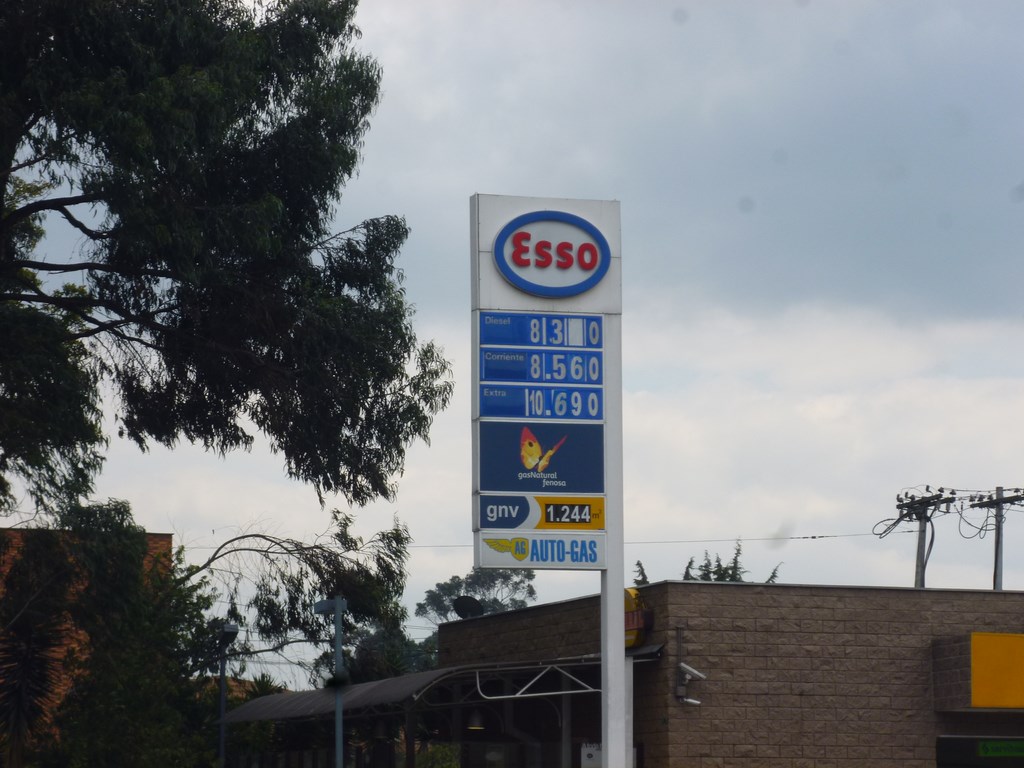 Esso
Diesel 8.3 0
Corriente 8.560
Extra 10.690
gasNatural
fenosa
gnv 1.244 m³
AG AUTO-GAS